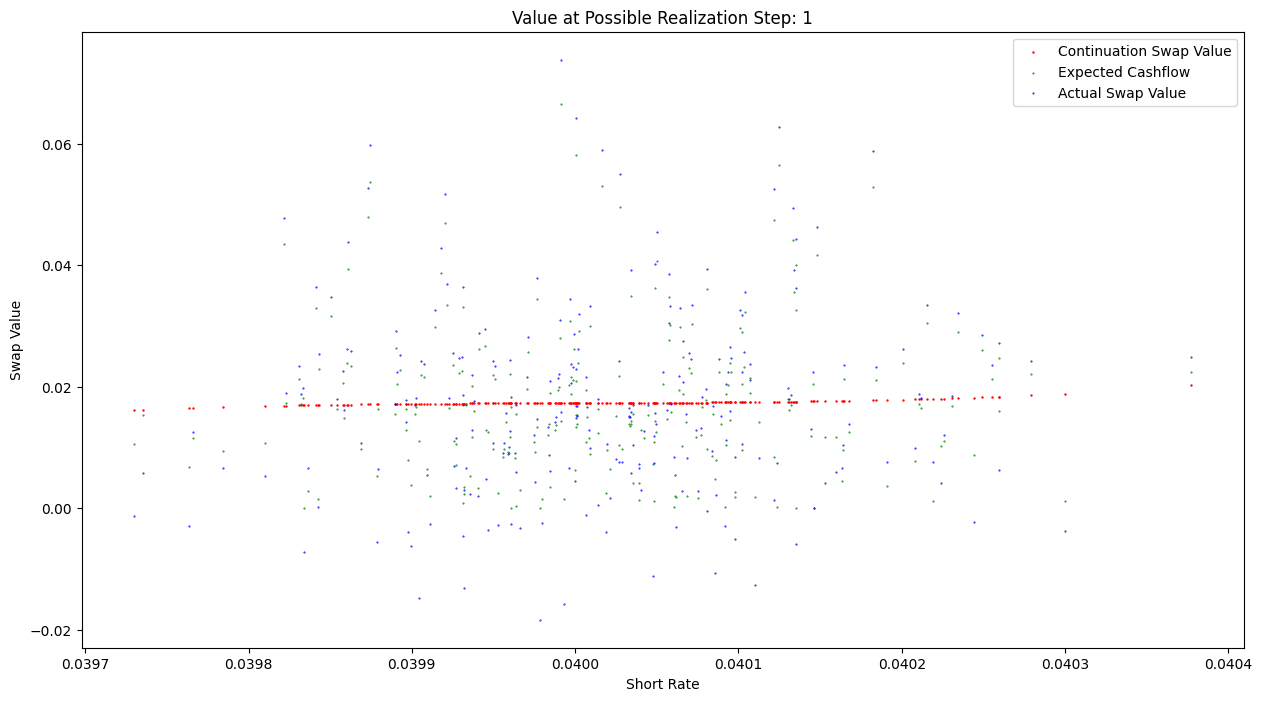 Value at Possible Realization Step: 1
Continuation Swap Value
Expected Cashflow
Actual Swap Value
Swap Value
0.06
0.04
0.02
0.00
−0.02
0.0397
0.0398
0.0399
0.0400
0.0401
0.0402
0.0403
0.0404
Short Rate